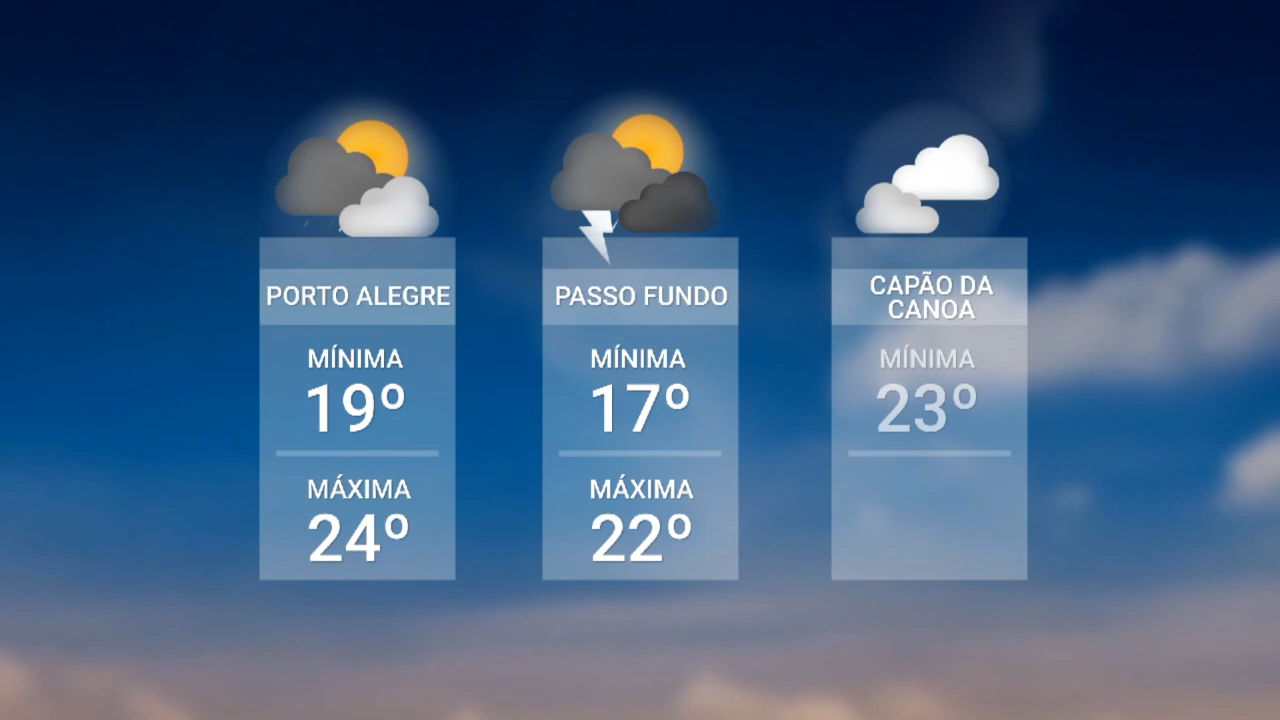 PORTO ALEGRE
MÍNIMA
19º
MÁXIMA
24º
PASSO FUNDO
MÍNIMA
17º
MÁXIMA
22º
CAPÃO DA
CANOA
MÍNIMA
23º